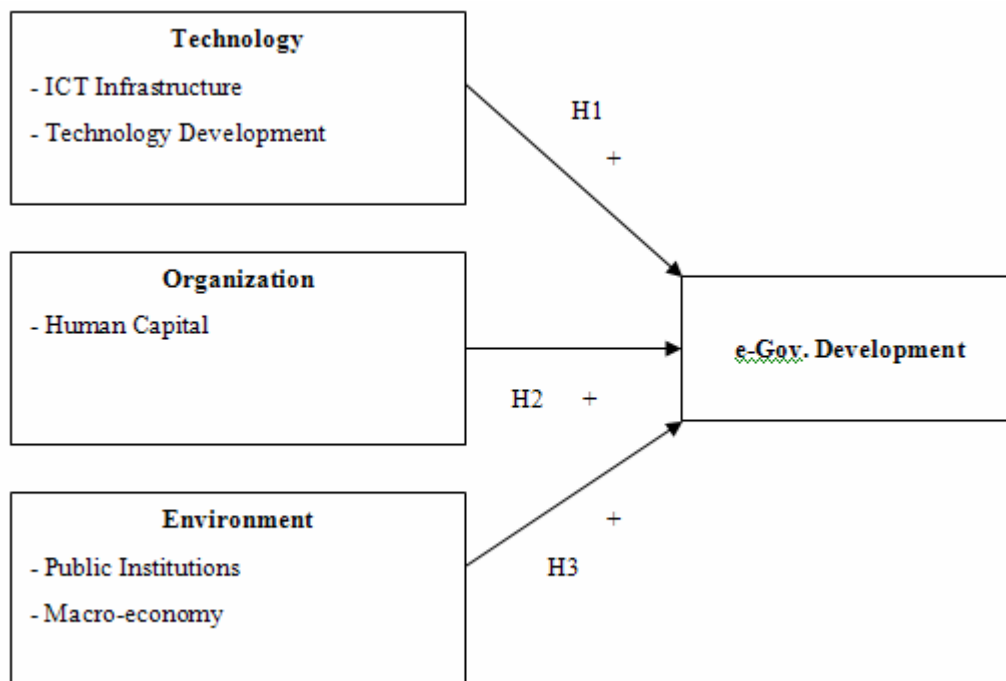 Technology
- ICT Infrastructure
- Technology Development
H1
+
Organization
- Human Capital
e-Gov. Development
H2 +
Environment
- Public Institutions
- Macro-economy
+
H3